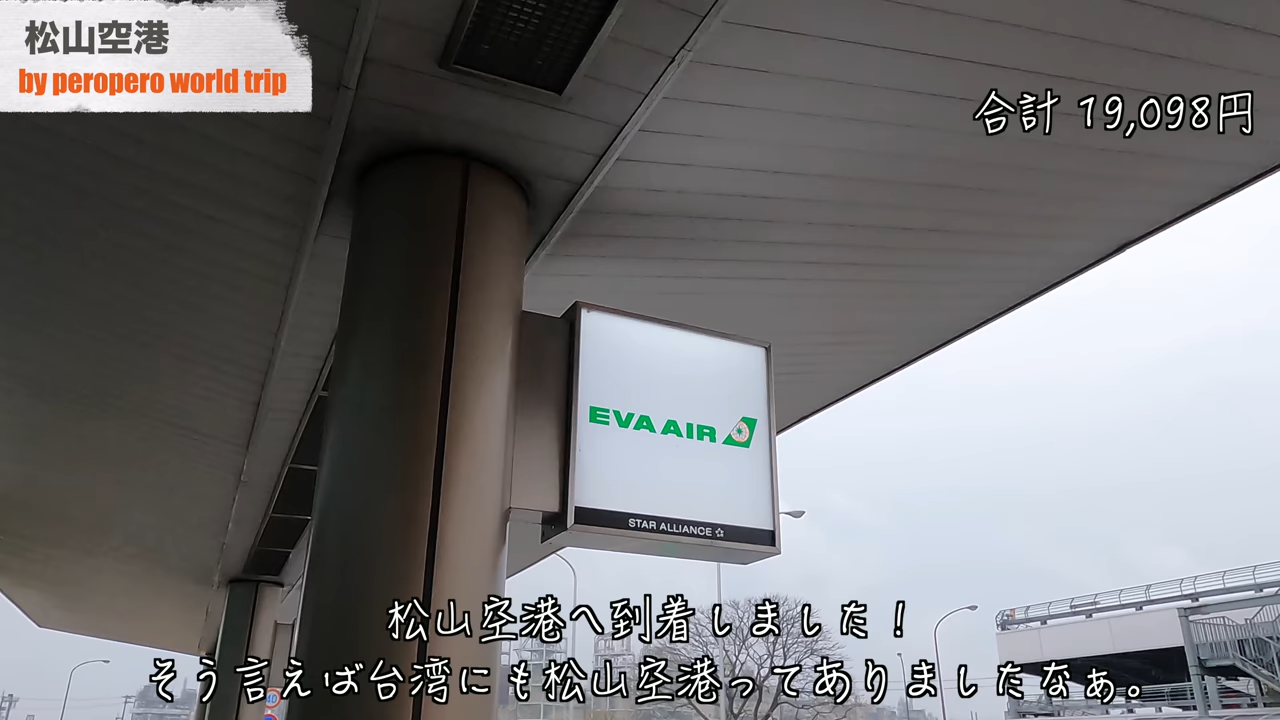 松山空港
by peropero world trip
合計 19,098円
EVA AIR
STAR ALLIANCE
40
松山空港へ到着しました！
そう言えば台湾にも松山空港ってありましたなぁ。